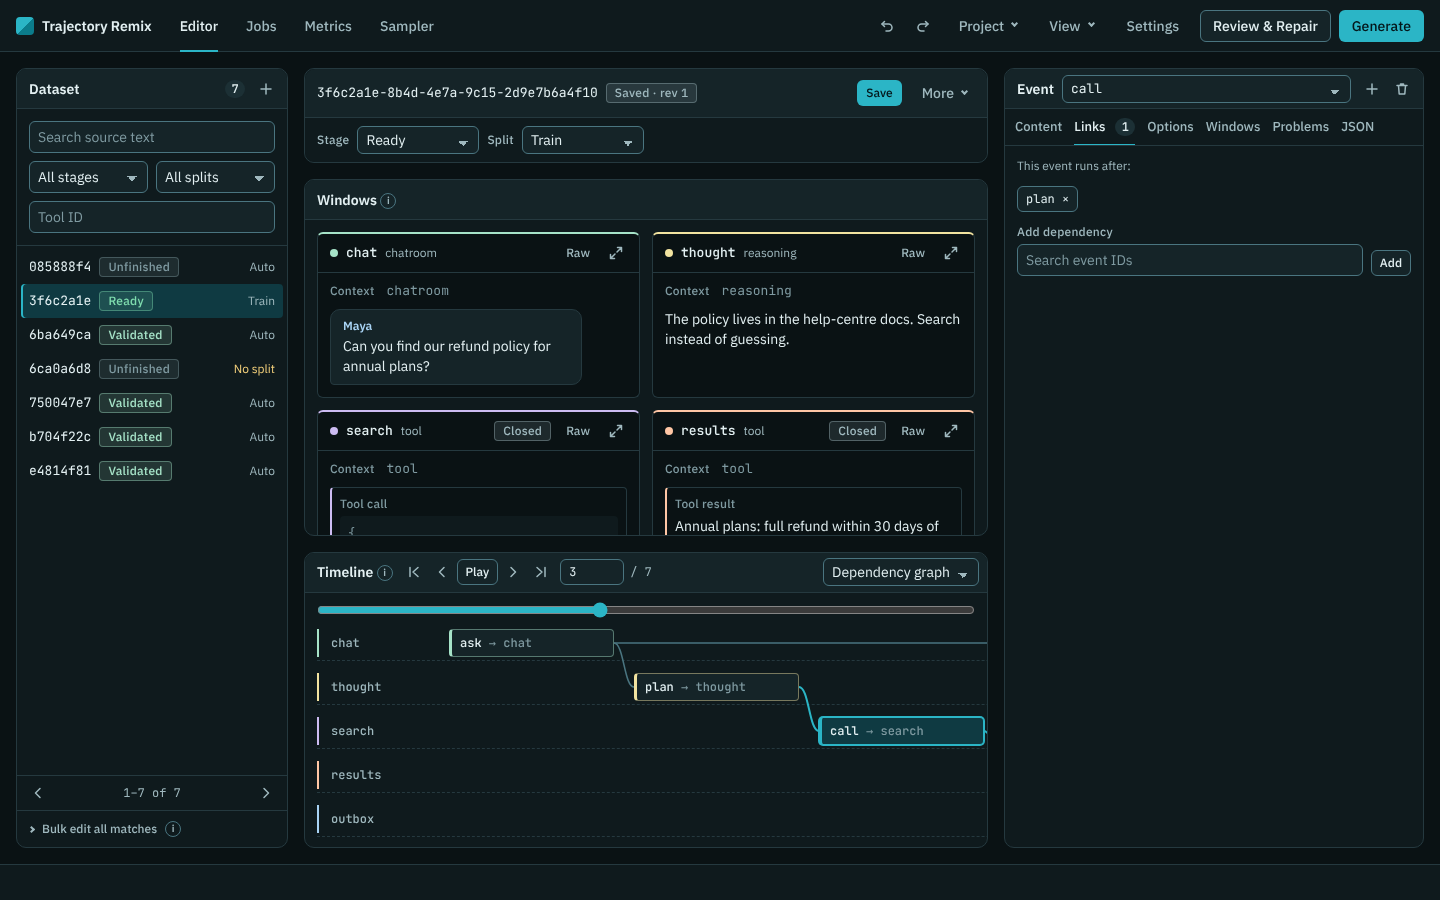 Trajectory Remix Editor Jobs Metrics Sampler Project View Settings Review & Repair Generate
Dataset 7
Search source text
All stages All splits
Tool ID
085888f4 Unfinished Auto
3f6c2a1e Ready Train
6ba649ca Validated Auto
6ca0a6d8 Unfinished No split
750047e7 Validated Auto
b704f22c Validated Auto
e4814f81 Validated Auto
1–7 of 7
Bulk edit all matches i
3f6c2a1e-8b4d-4e7a-9c15-2d9e7b6a4f10 Saved · rev 1 Save More
Stage Ready Split Train
Windows i
chat chatroom Raw
Context chatroom
Maya
Can you find our refund policy for
annual plans?
thought reasoning Raw
Context reasoning
The policy lives in the help-centre docs. Search
instead of guessing.
search tool Closed Raw
Context tool
Tool call
{
results tool Closed Raw
Context tool
Tool result
Annual plans: full refund within 30 days of
Timeline i Play 3 / 7 Dependency graph
chat ask → chat
thought plan → thought
search call → search
results
outbox
Event call
Content Links 1 Options Windows Problems JSON
This event runs after:
plan ×
Add dependency
Search event IDs Add